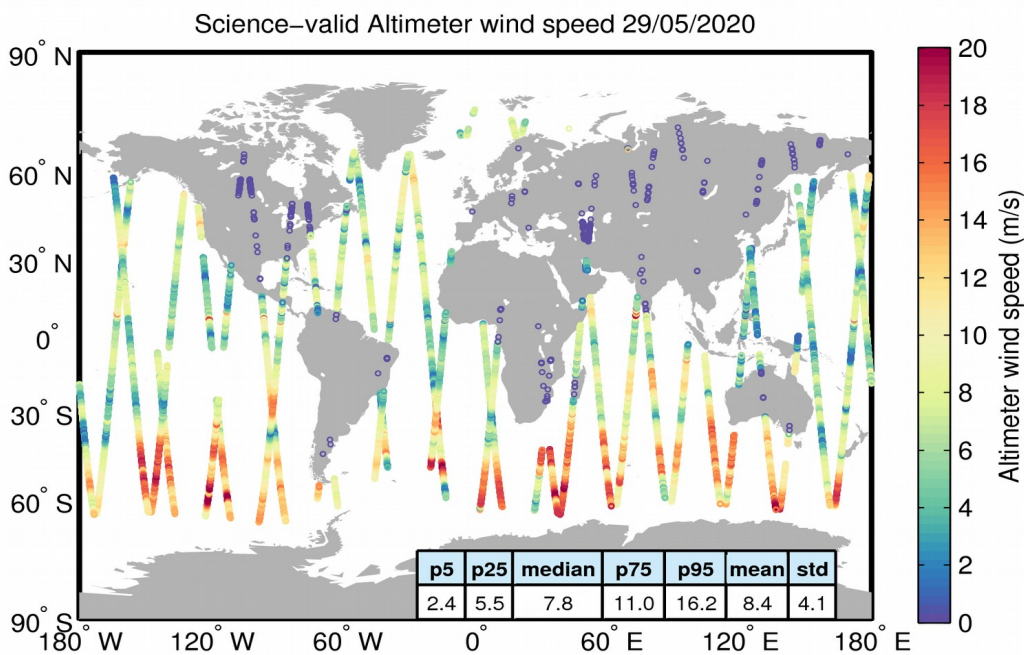 Science−valid Altimeter wind speed 29/05/2020
90° N
60° N
30° N
0°
30° S
60° S
90° S
180° W
120° W
60° W
0°
60° E
120° E
180° E
p5 p25 median p75 p95 mean std
2.4 5.5 7.8 11.0 16.2 8.4 4.1
20
18
16
14
12
10
8
6
4
2
0
Altimeter wind speed (m/s)